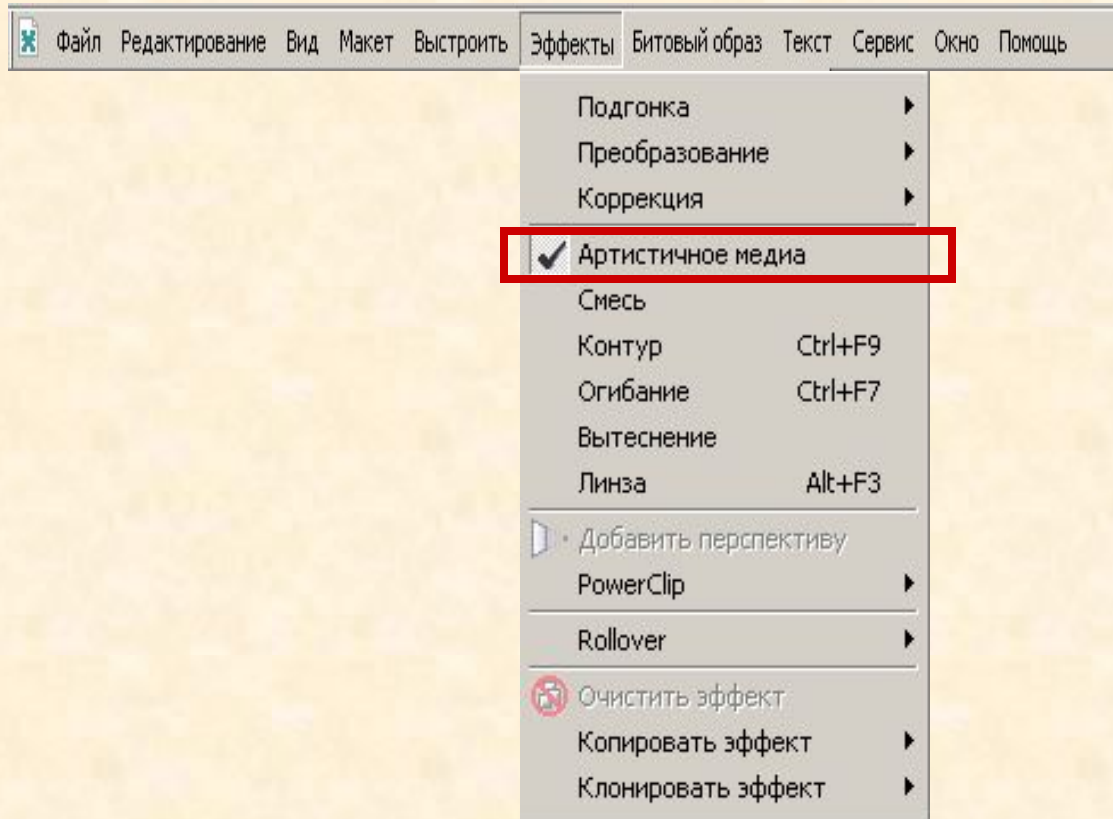 Файл Редактирование Вид Макет Выстроить Эффекты Битовый образ Текст Сервис Окно Помощь
Подгонка
Преобразование
Коррекция
Артистичное медиа
Смесь
Контур Ctrl+F9
Огибание Ctrl+F7
Вытеснение
Линза Alt+F3
Добавить перспективу
PowerClip
Rollover
Очистить эффект
Копировать эффект
Клонировать эффект